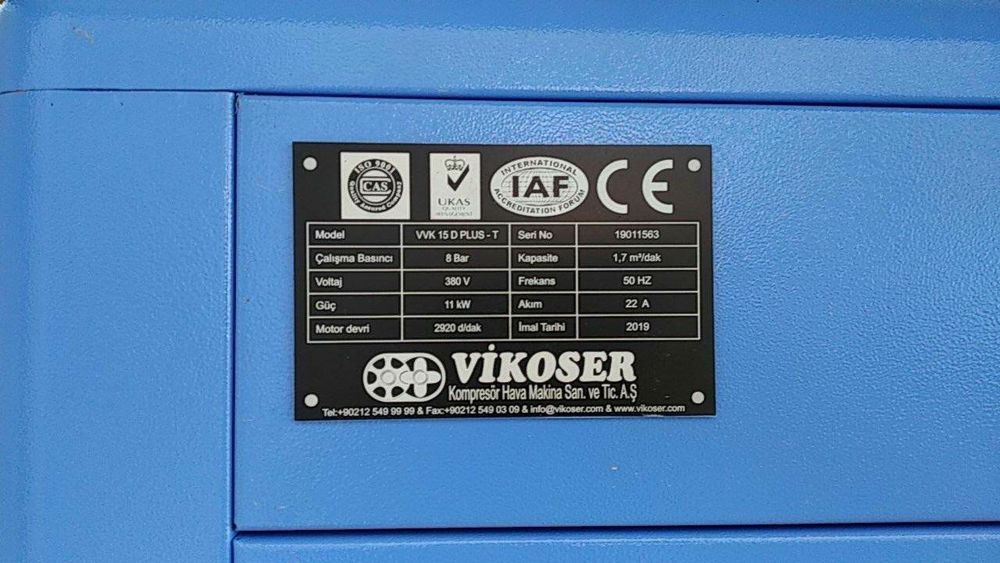 ISO 9001
CAS
Quality Assured Company
UKAS
QUALITY
MANAGEMENT
INTERNATIONAL
IAF
ACCREDITATION FORUM
CE
Model VVK 15 D PLUS - T Seri No 19011563
Çalışma Basıncı 8 Bar Kapasite 1,7 m³/dak
Voltaj 380 V Frekans 50 HZ
Güç 11 kW Akım 22 A
Motor devri 2920 d/dak İmal Tarihi 2019
VİKOSER
Kompresör Hava Makina San. ve Tic. A.Ş
Tel:+90212 549 99 99 & Fax:+90212 549 03 09 & info@vikoser.com & www.vikoser.com